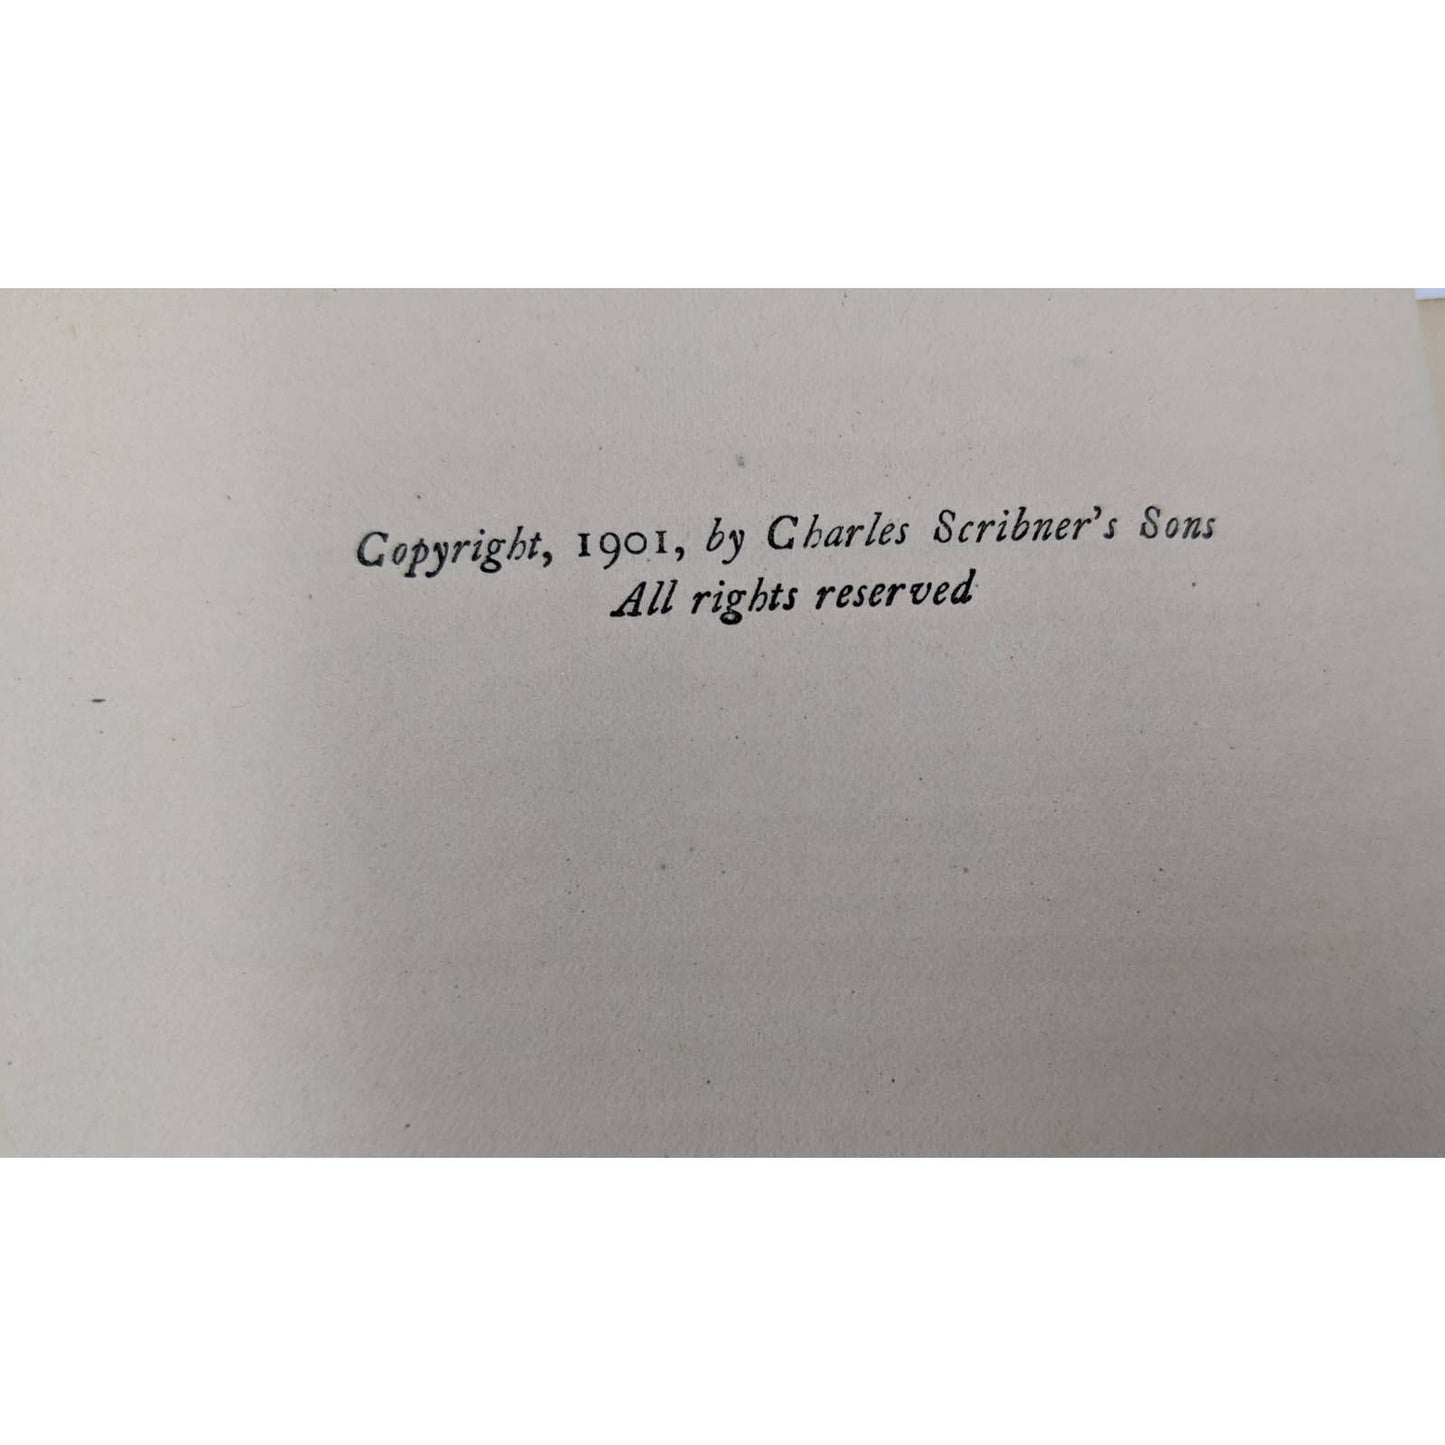 Copyright, 1901, by Charles Scribner's Sons
All rights reserved